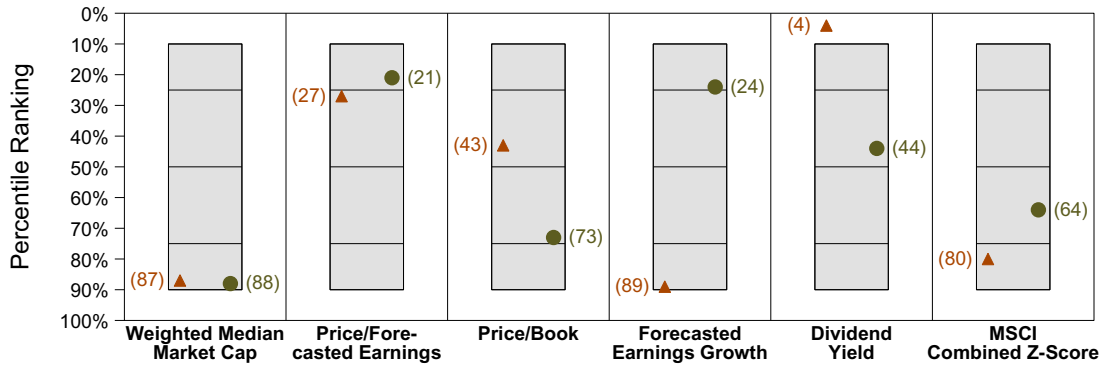 0%
10%
20%
30%
40%
50%
60%
70%
80%
90%
100%
Percentile Ranking
(87)
(88)
(27)
(21)
(43)
(73)
(89)
(24)
(4)
(44)
(80)
(64)
Weighted Median
Market Cap
Price/Fore-
casted Earnings
Price/Book
Forecasted
Earnings Growth
Dividend
Yield
MSCI
Combined Z-Score